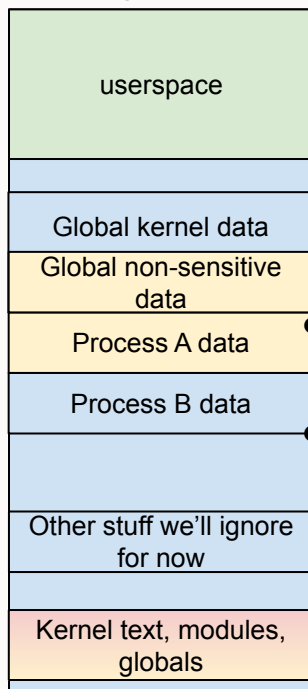 userspace
Global kernel data
Global non-sensitive
data
Process A data
Process B data
Other stuff we'll ignore
for now
Kernel text, modules,
globals